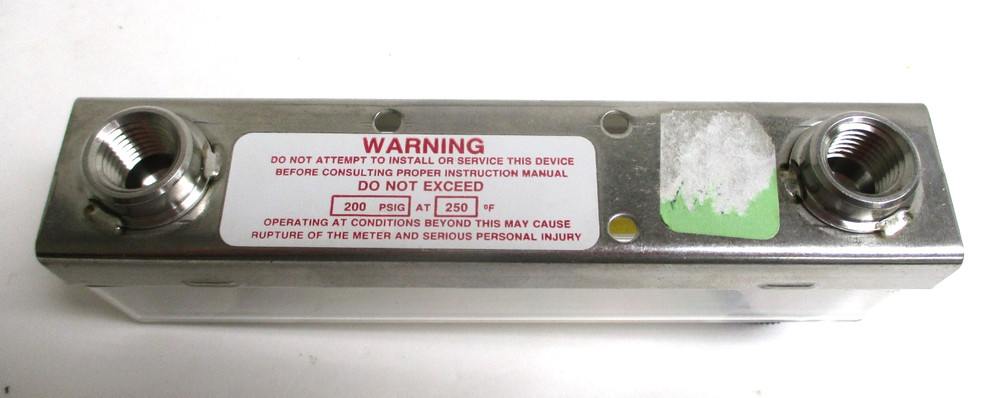 WARNING
DO NOT ATTEMPT TO INSTALL OR SERVICE THIS DEVICE
BEFORE CONSULTING PROPER INSTRUCTION MANUAL
DO NOT EXCEED
200 PSIG AT 250 °F
OPERATING AT CONDITIONS BEYOND THIS MAY CAUSE
RUPTURE OF THE METER AND SERIOUS PERSONAL INJURY